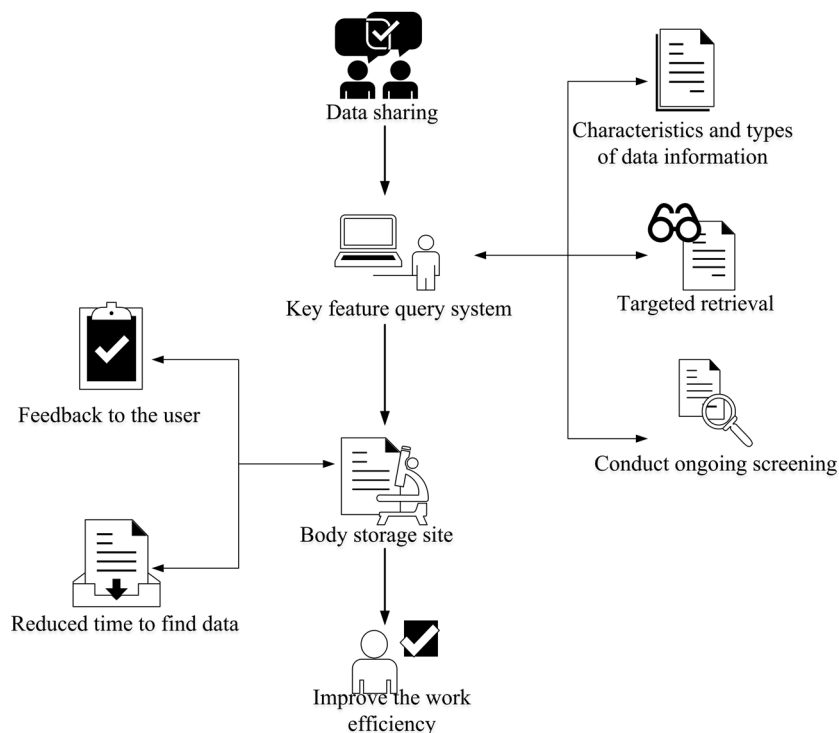 Data sharing
Characteristics and types
of data information
Key feature query system
Targeted retrieval
Feedback to the user
Conduct ongoing screening
Body storage site
Reduced time to find data
Improve the work
efficiency